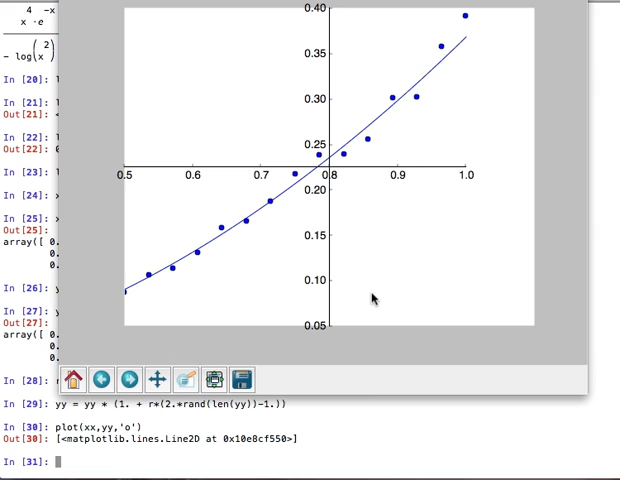 4 -x
x ·e
- log(x 2)
In [20]: l
In [21]: l
Out[21]: <
In [22]: l
Out[22]: 0
In [23]: l
In [24]: x
In [25]: x
Out[25]:
array([ 0.
0.
0.
In [26]: y
In [27]: y
Out[27]:
array([ 0.
0.
0.
In [28]: r
In [29]: yy = yy * (1. + r*(2.*rand(len(yy))-1.))
In [30]: plot(xx,yy,'o')
Out[30]: [<matplotlib.lines.Line2D at 0x10e8cf550>]
In [31]:
0.40
0.35
0.30
0.25
0.5 0.6 0.7 0.8 0.9 1.0
0.20
0.15
0.10
0.05